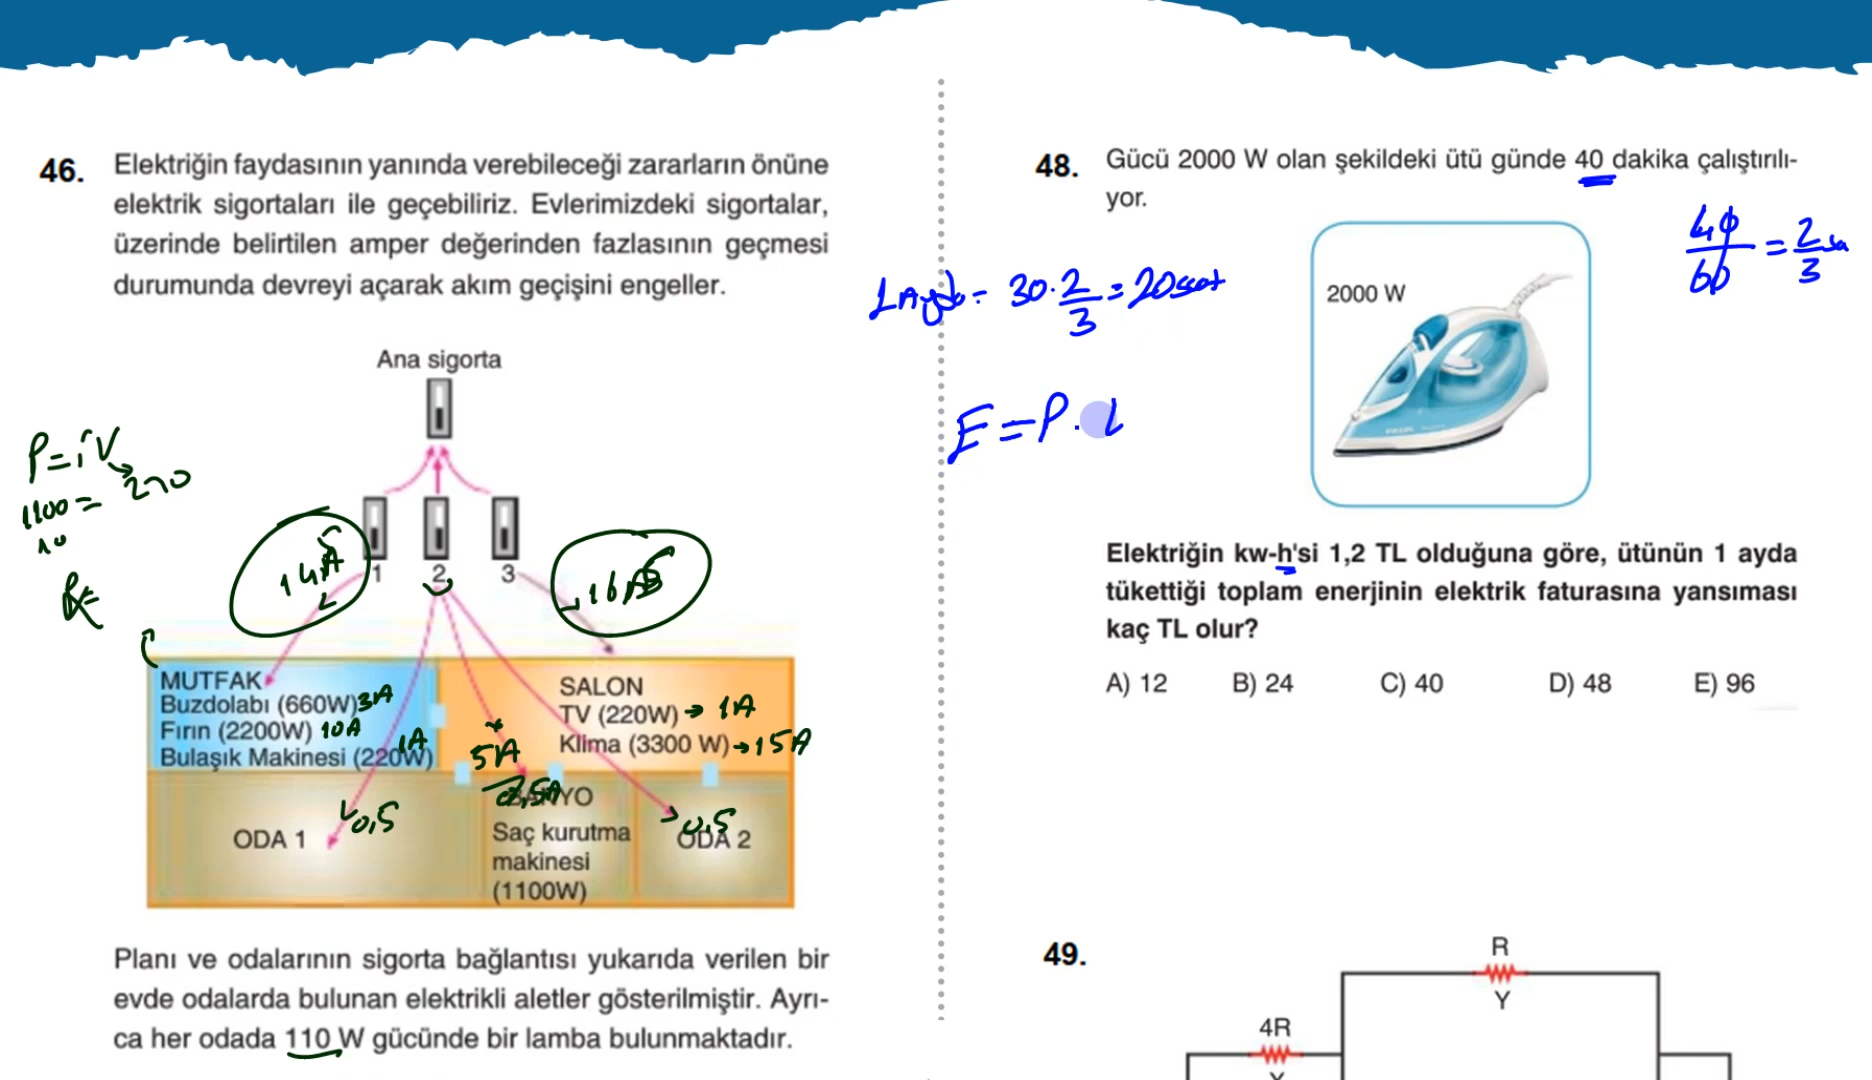 46. Elektriğin faydasının yanında verebileceği zararların önüne
elektrik sigortaları ile geçebiliriz. Evlerimizdeki sigortalar,
üzerinde belirtilen amper değerinden fazlasının geçmesi
durumunda devreyi açarak akım geçişini engeller.
Ana sigorta
P=iV
220
1100=
10
14A
1
2
3
16A
MUTFAK
Buzdolabı (660W) 3A
Fırın (2200W) 10A
Bulaşık Makinesi (220W) 1A
SALON
TV (220W) → 1A
Klima (3300 W) → 15A
5A
ODA 1
0,5
BANYO
Saç kurutma
makinesi
(1100W)
0,5
ODA 2
Planı ve odalarının sigorta bağlantısı yukarıda verilen bir
evde odalarda bulunan elektrikli aletler gösterilmiştir. Ayrı-
ca her odada 110 W gücünde bir lamba bulunmaktadır.
48. Gücü 2000 W olan şekildeki ütü günde 40 dakika çalıştırılı-
yor.
40/60 = 2/3 sa
1 Ayda = 30 . 2/3 = 20 saat
2000 W
E = P .
Elektriğin kw-h'si 1,2 TL olduğuna göre, ütünün 1 ayda
tükettiği toplam enerjinin elektrik faturasına yansıması
kaç TL olur?
A) 12 B) 24 C) 40 D) 48 E) 96
49.
R
Y
4R